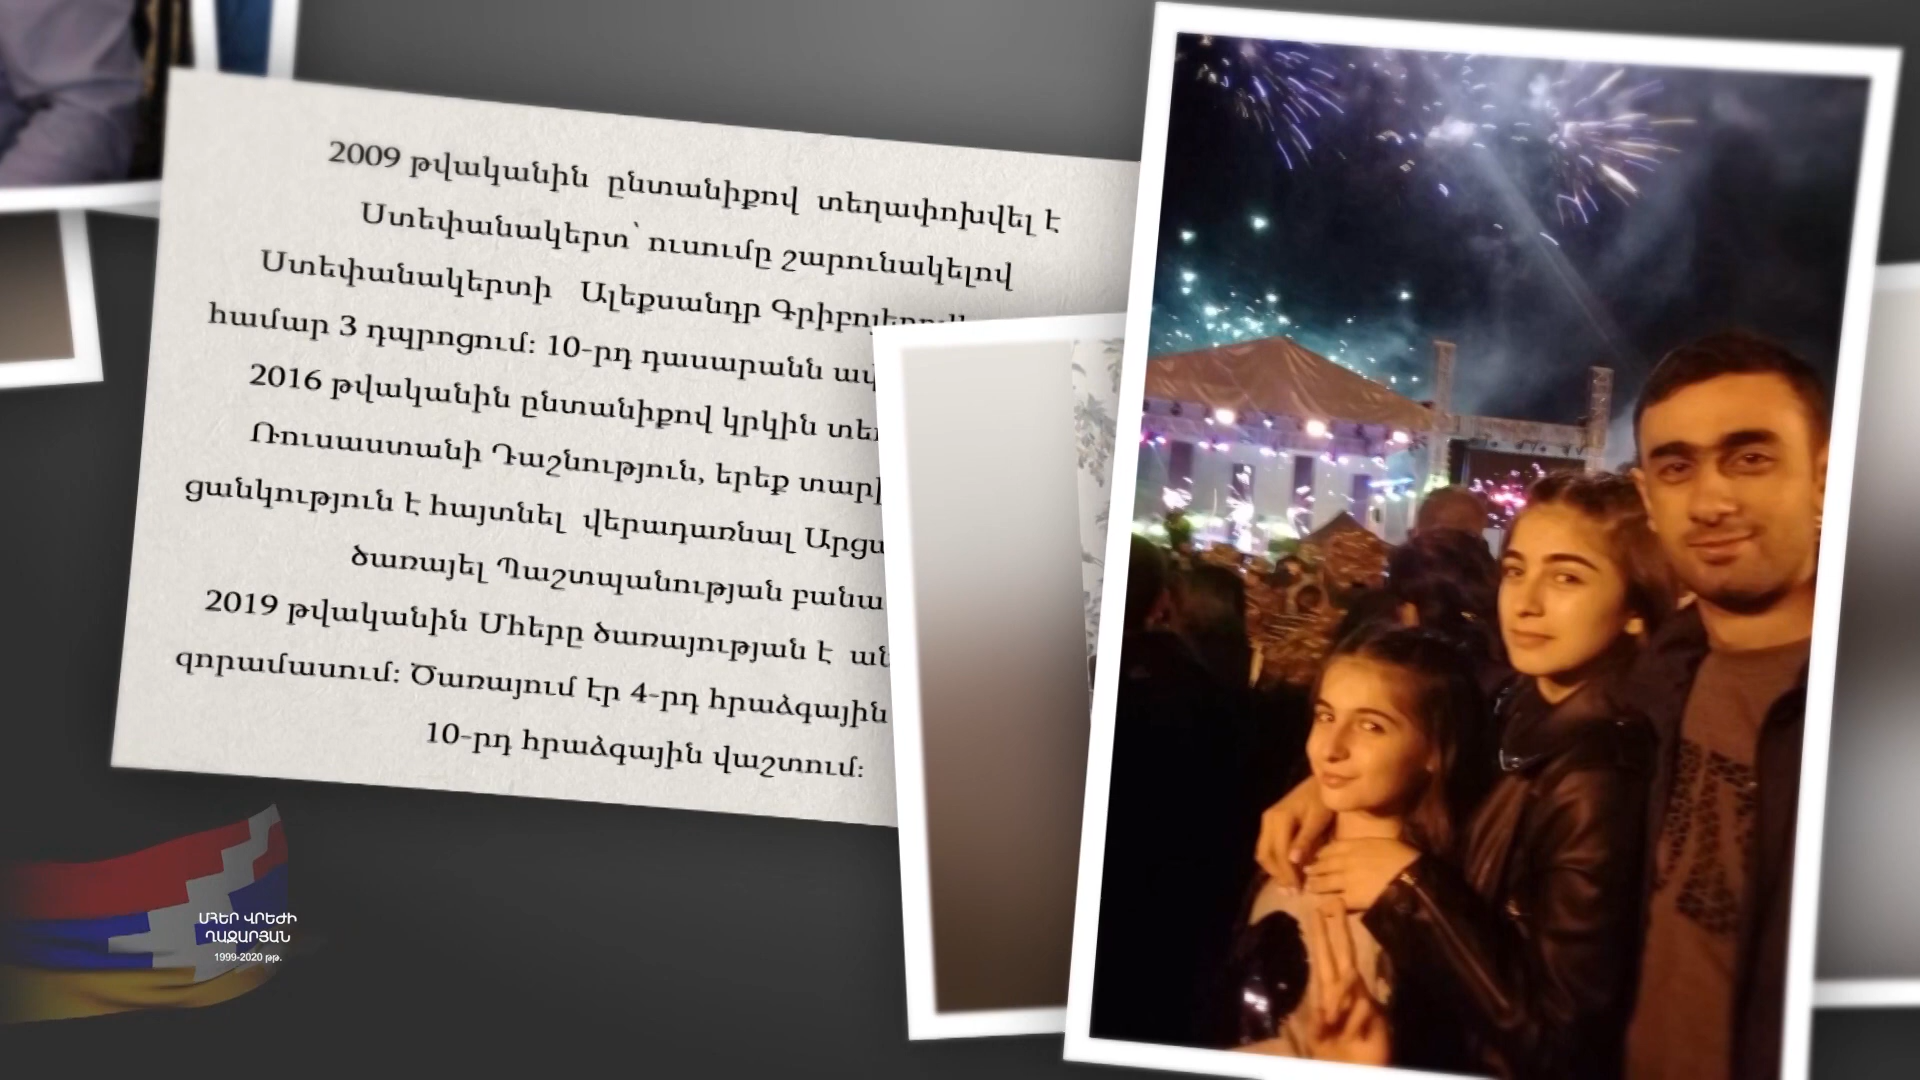 2009 թվականին ընտանիքով տեղափոխվել է
Ստեփանակերտ՝ ուսումը շարունակելով
Ստեփանակերտի Ալեքսանդր
համար 3 դպրոցում: 10-րդ դասարանն
2016 թվականին ընտանիքով կրկին
Ռուսաստանի Դաշնություն, երեք
ցանկություն է հայտնել վերադառնալ
ծառայել Պաշտպանության
2019 թվականին Մհերը ծառայության է
զորամասում: Ծառայում էր 4-րդ հրաձգային
10-րդ հրաձգային վաշտում:
ՄՀԵՐ ՎՐԵԺԻ
ՂԱԶԱՐՅԱՆ
1999-2020 թթ.